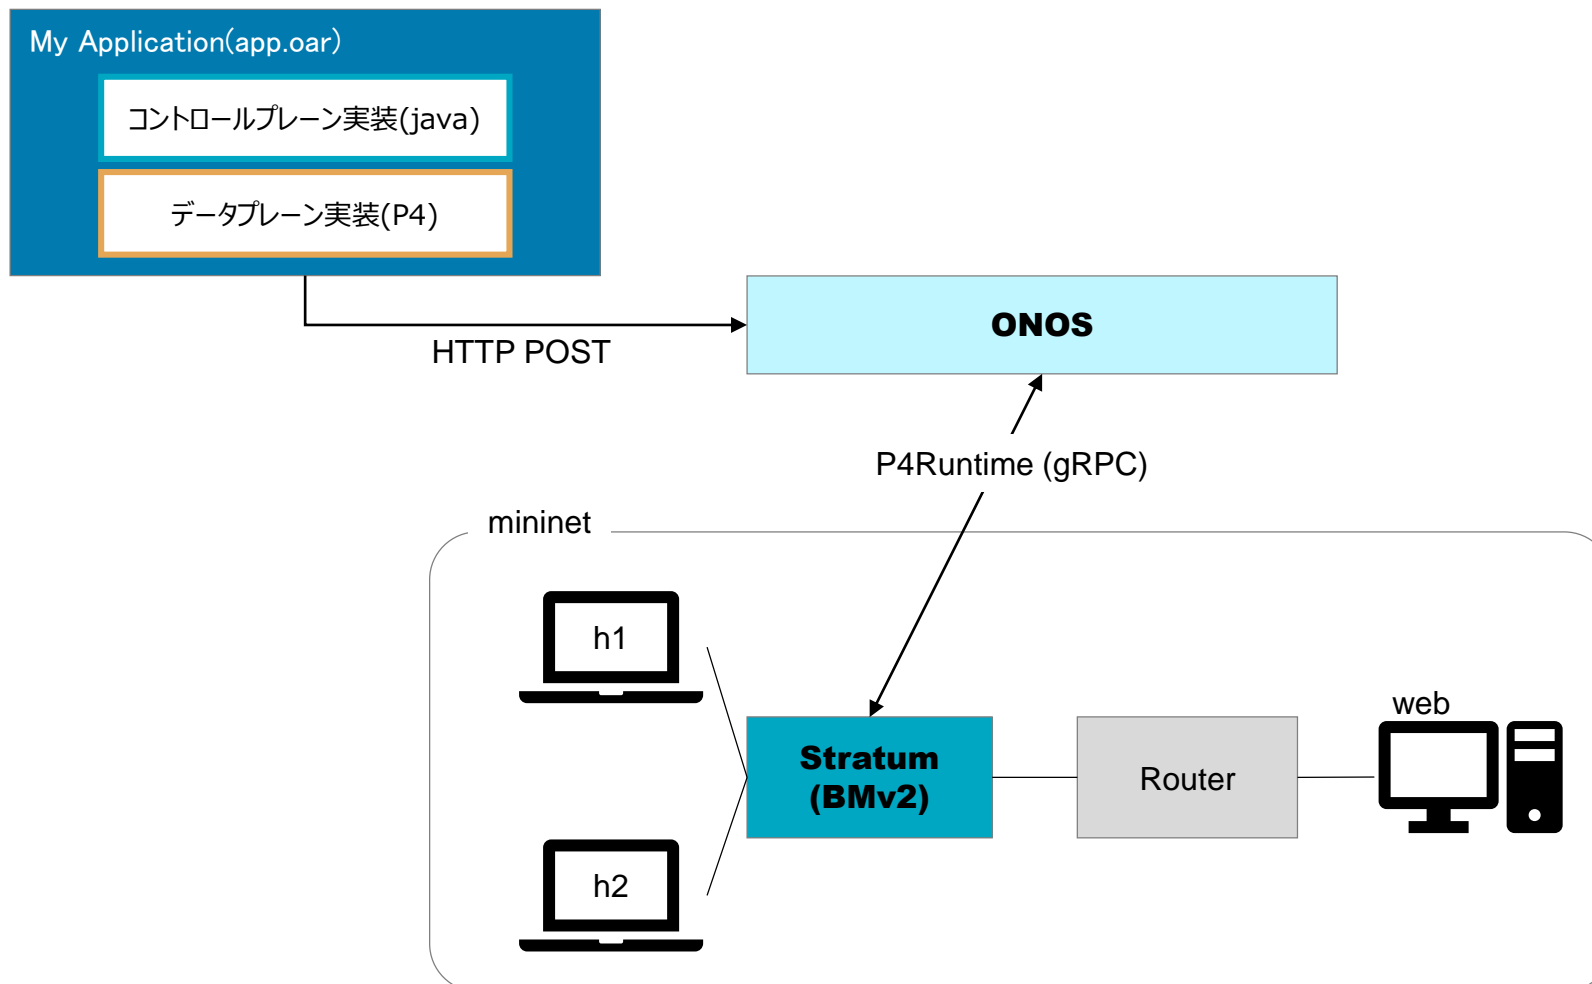 My Application(app.oar)
コントロールプレーン実装(java)
データプレーン実装(P4)
ONOS
HTTP POST
P4Runtime (gRPC)
mininet
h1
web
Stratum
(BMv2)
Router
h2